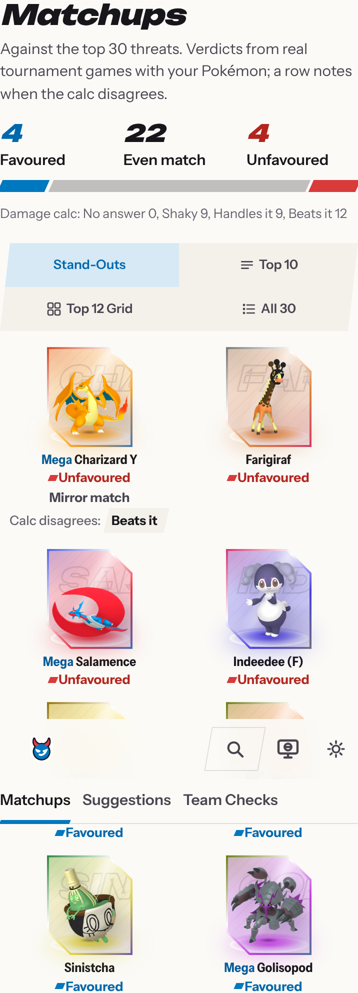 Matchups
Against the top 30 threats. Verdicts from real
tournament games with your Pokémon; a row notes
when the calc disagrees.
4 22 4
Favoured Even match Unfavoured
Damage calc: No answer 0, Shaky 9, Handles it 9, Beats it 12
Stand-Outs Top 10
Top 12 Grid All 30
Mega Charizard Y Farigiraf
Unfavoured Unfavoured
Mirror match
Calc disagrees: Beats it
Mega Salamence Indeedee (F)
Unfavoured Unfavoured
Matchups Suggestions Team Checks
Favoured Favoured
Sinistcha Mega Golisopod
Favoured Favoured